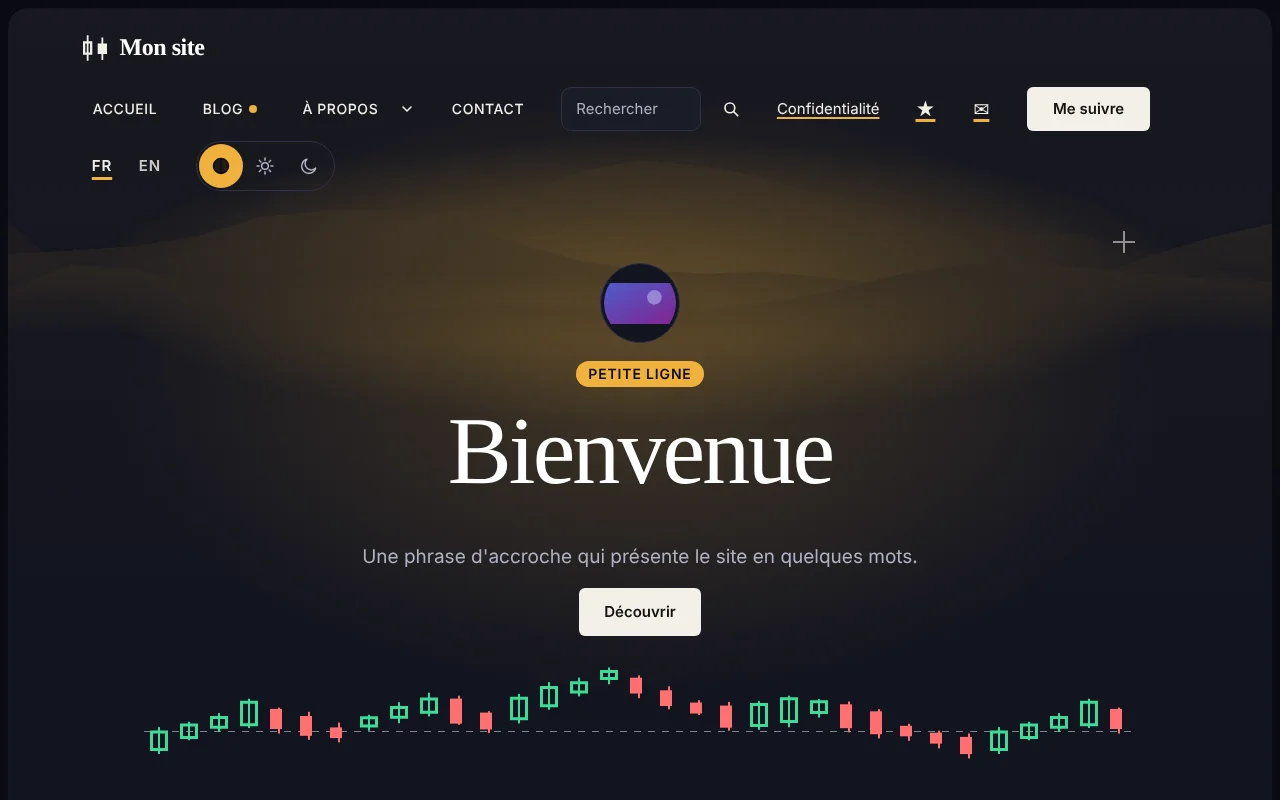 Mon site
ACCUEIL BLOG À PROPOS CONTACT Rechercher Confidentialité ★ ✉ Me suivre
FR EN
PETITE LIGNE
Bienvenue
Une phrase d'accroche qui présente le site en quelques mots.
Découvrir